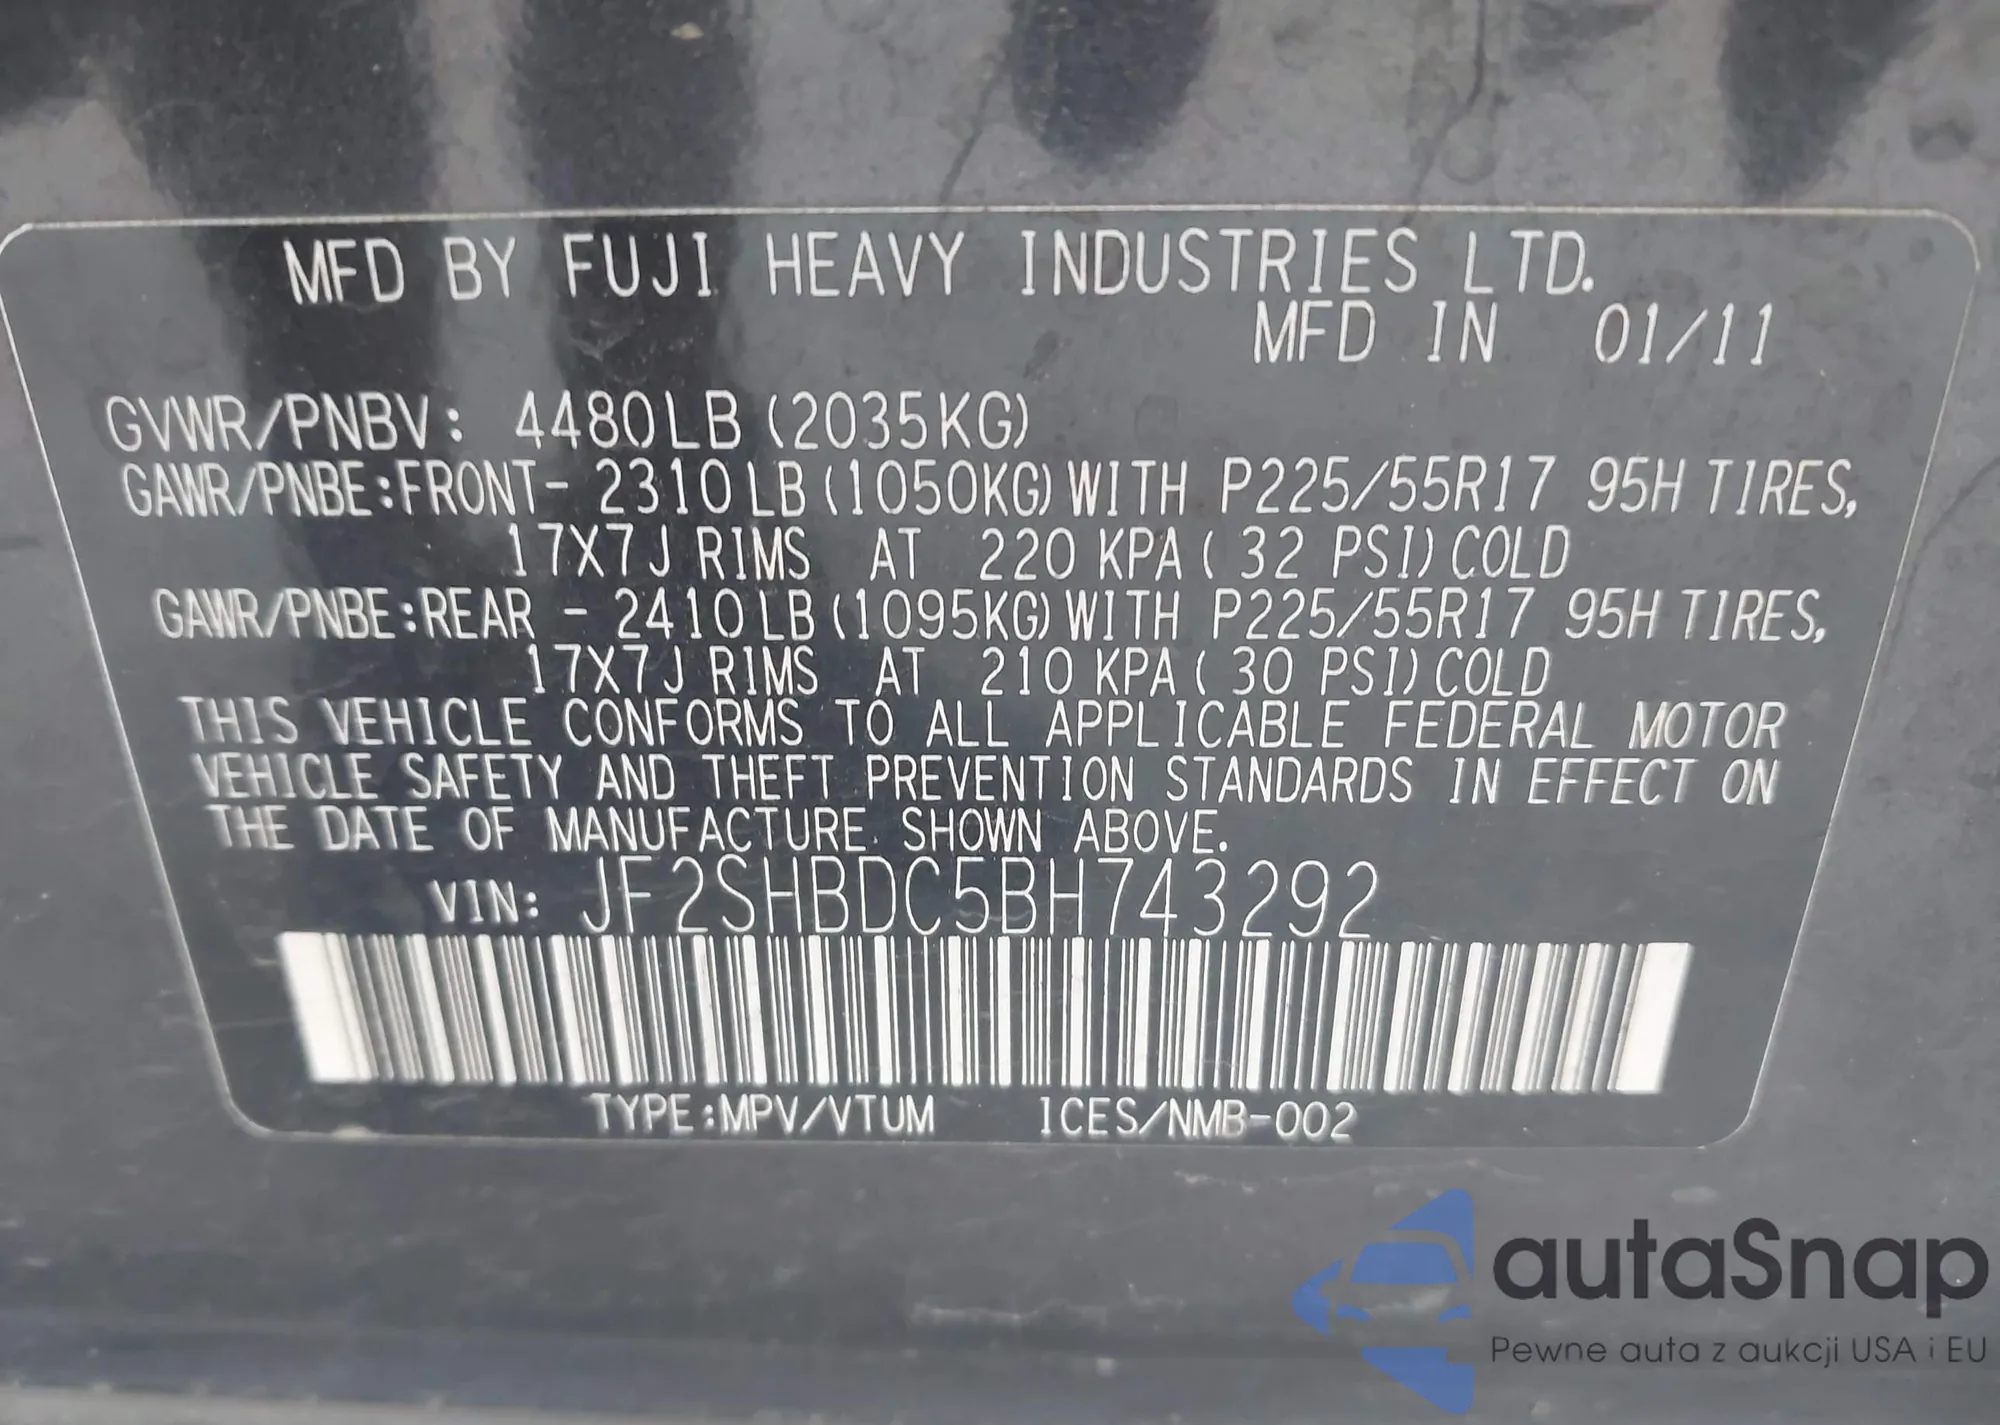 MFD BY FUJI HEAVY INDUSTRIES LTD.
MFD IN 01/11
GVWR/PNBV: 4480LB (2035KG)
GAWR/PNBE:FRONT- 2310LB (1050KG) WITH P225/55R17 95H TIRES,
17X7J RIMS AT 220 KPA ( 32 PSI) COLD
GAWR/PNBE:REAR - 2410LB (1095KG) WITH P225/55R17 95H TIRES,
17X7J RIMS AT 210 KPA ( 30 PSI) COLD
THIS VEHICLE CONFORMS TO ALL APPLICABLE FEDERAL MOTOR
VEHICLE SAFETY AND THEFT PREVENTION STANDARDS IN EFFECT ON
THE DATE OF MANUFACTURE SHOWN ABOVE.
VIN: JF2SHBDC5BH743292
TYPE:MPV/VTUM ICES/NMB-002
autaSnap
Pewne auta z aukcji USA i EU